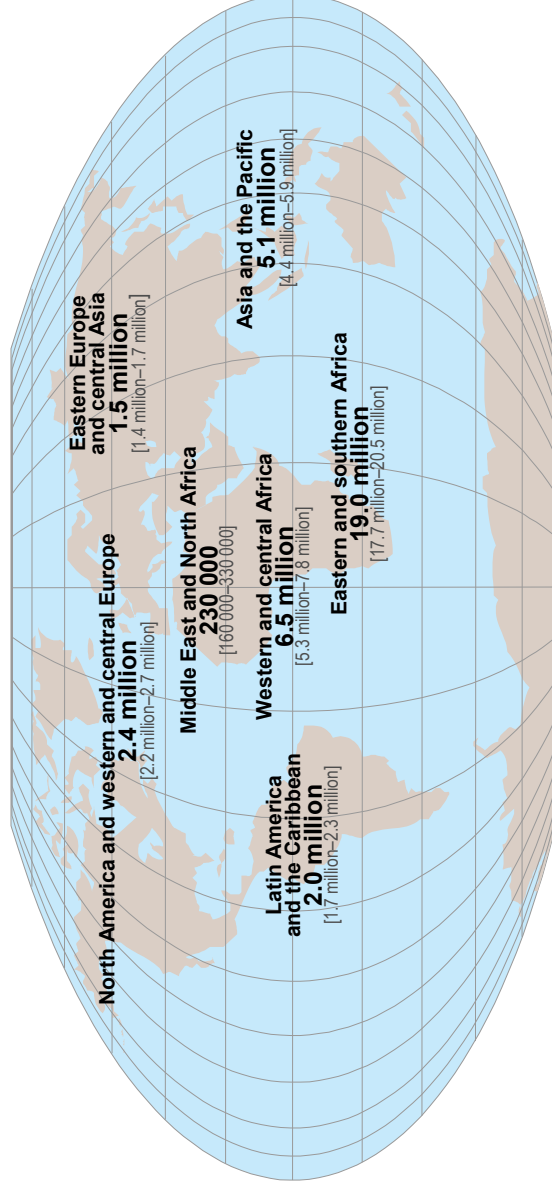 North America and western and central Europe
2.4 million
[2.2 million–2.7 million]
Eastern Europe
and central Asia
1.5 million
[1.4 million–1.7 million]
Middle East and North Africa
230 000
[160 000–330 000]
Western and central Africa
6.5 million
[5.3 million–7.8 million]
Asia and the Pacific
5.1 million
[4.4 million–5.9 million]
Latin America
and the Caribbean
2.0 million
[1.7 million–2.3 million]
Eastern and southern Africa
19.0 million
[17.7 million–20.5 million]